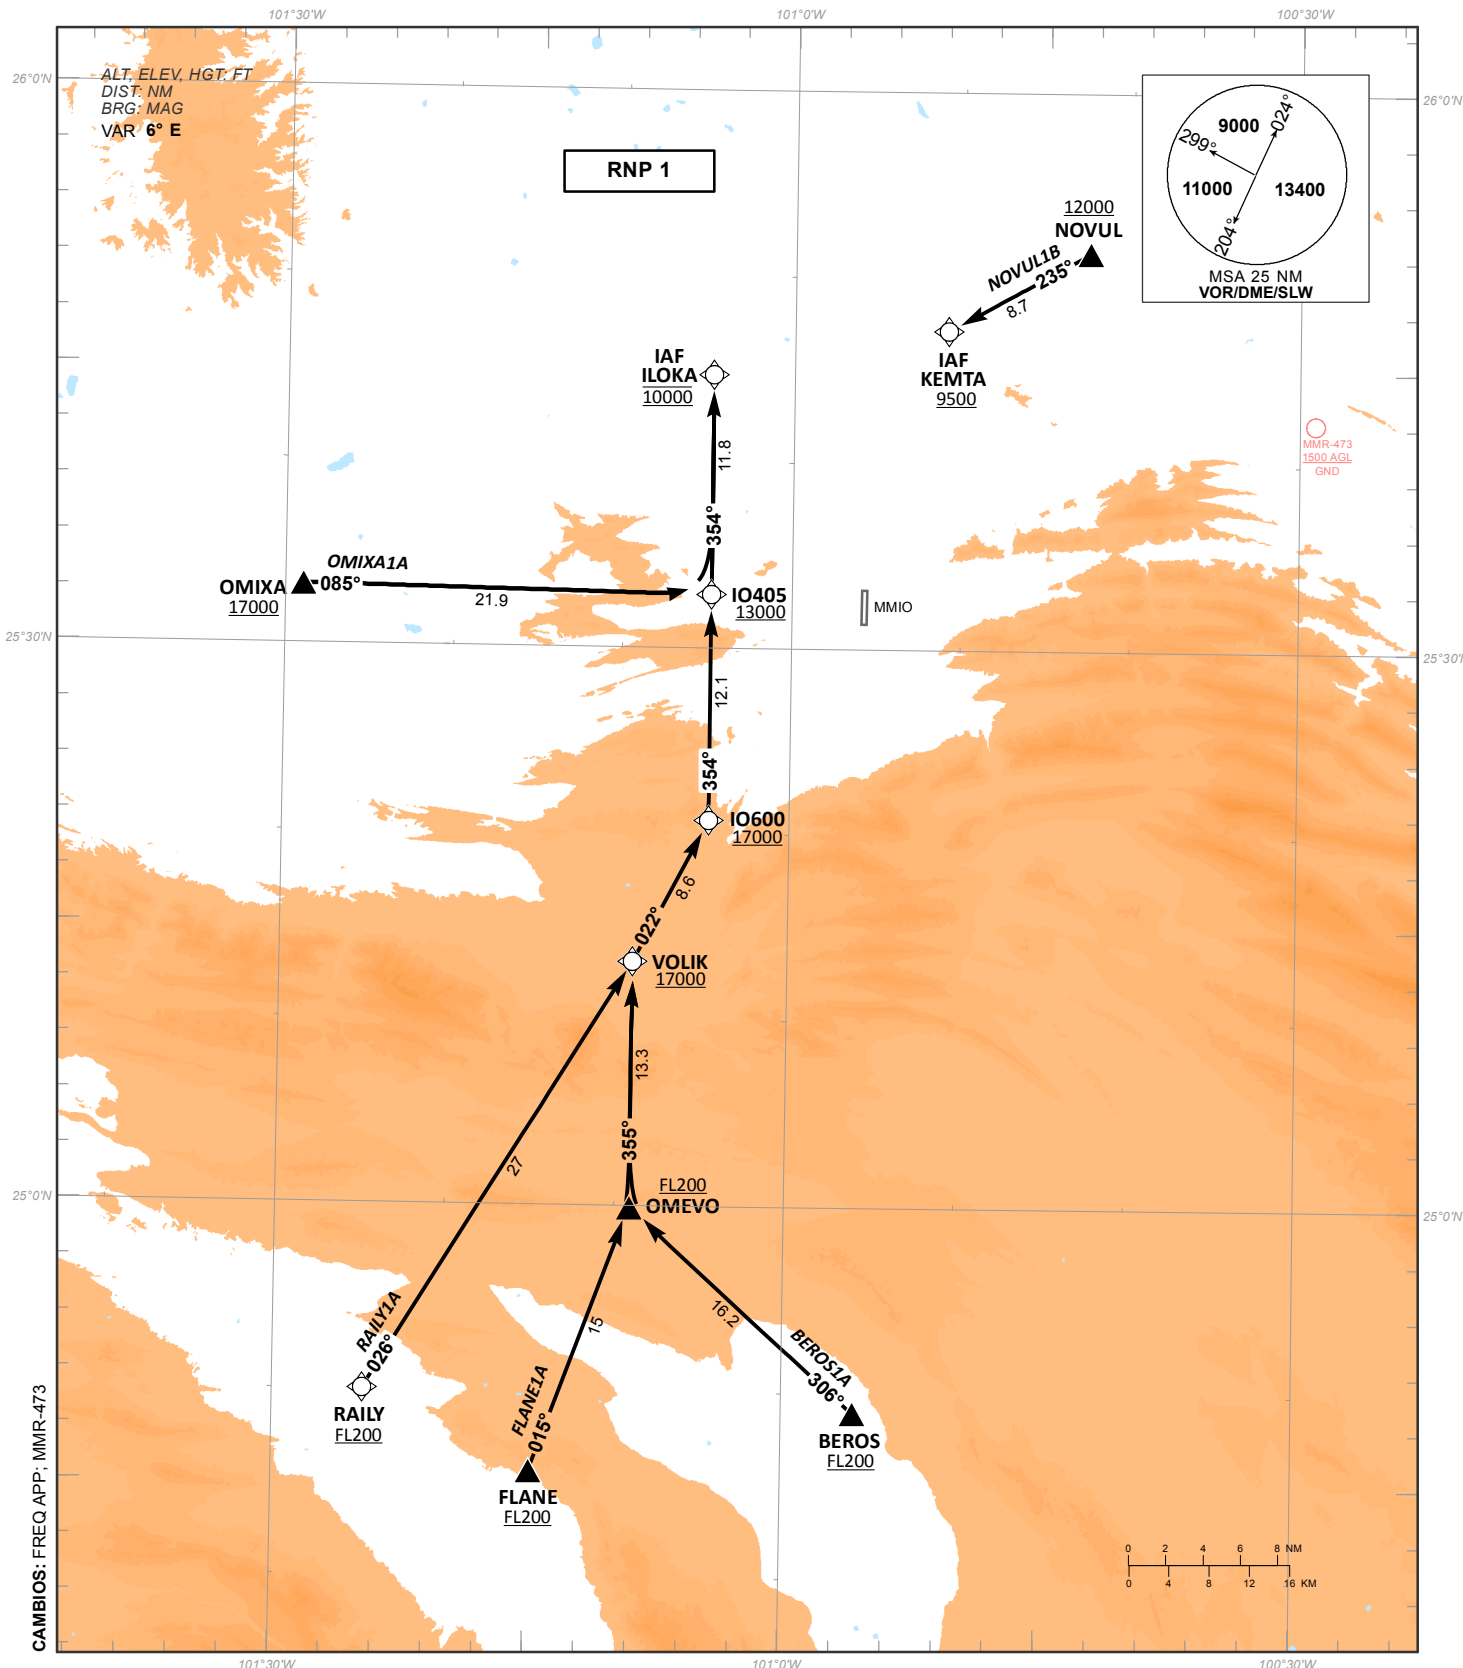 101°30'W
101°0'W
100°30'W
26°0'N
26°0'N
ALT, ELEV, HGT: FT
DIST: NM
BRG: MAG
VAR 6° E
RNP 1
9000
024°
299°
11000
13400
204°
MSA 25 NM
VOR/DME/SLW
12000
NOVUL
NOVUL1B
235°
8.7
IAF
KEMTA
9500
IAF
ILOKA
10000
11.8
354°
MMR-473
1500 AGL
GND
OMIXA1A
OMIXA
085°
17000
21.9
IO405
13000
MMIO
25°30'N
25°30'N
12.1
354°
IO600
17000
8.6
022°
VOLIK
17000
13.3
355°
27
25°0'N
25°0'N
FL200
OMEVO
15
16.2
RAILY1A
026°
RAILY
FL200
FLANE1A
015°
FLANE
FL200
BEROS1A
306°
BEROS
FL200
0 2 4 6 8 NM
0 4 8 12 16 KM
CAMBIOS: FREQ APP; MMR-473
101°30'W
101°0'W
100°30'W